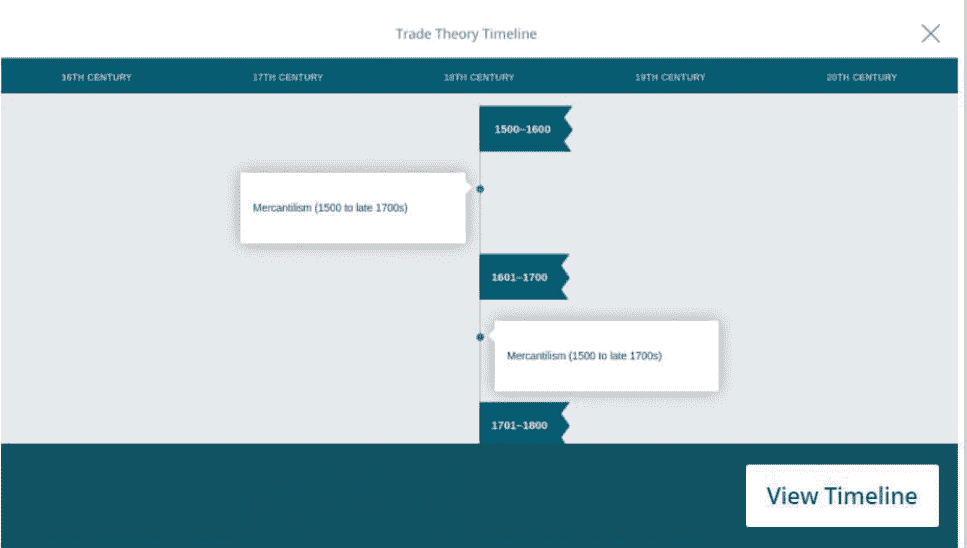 Trade Theory Timeline
16TH CENTURY 17TH CENTURY 18TH CENTURY 19TH CENTURY 20TH CENTURY
1500–1600
Mercantilism (1500 to late 1700s)
1601–1700
Mercantilism (1500 to late 1700s)
1701–1800
View Timeline